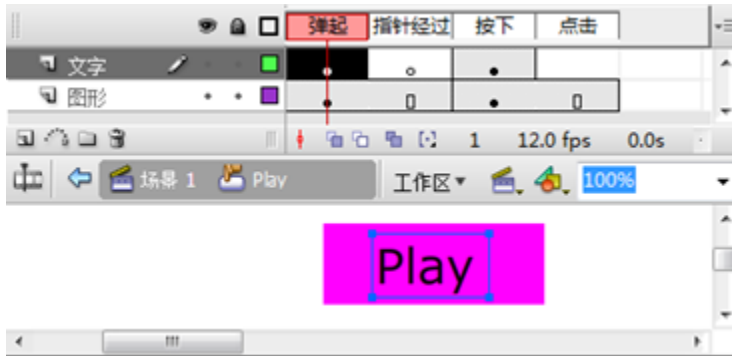 弹起 指针经过 按下 点击
文字
图形
1 12.0 fps 0.0s
场景 1 Play 工作区 100%
Play